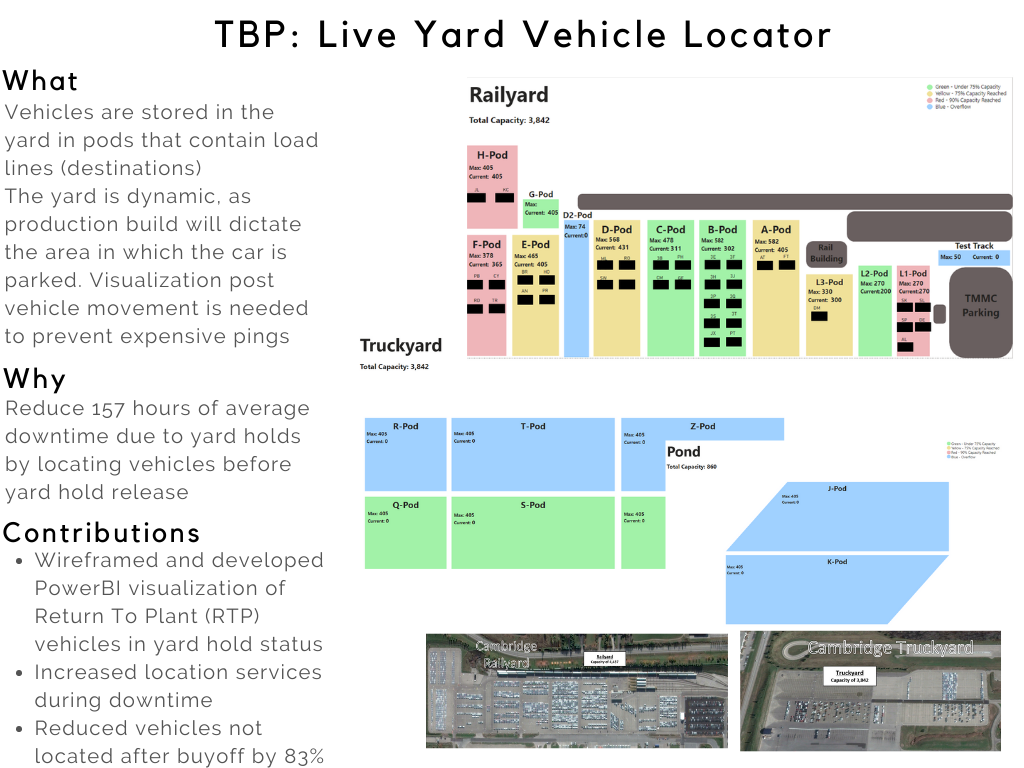 TBP: Live Yard Vehicle Locator
What
Vehicles are stored in the
yard in pods that contain load
lines (destinations)
The yard is dynamic, as
production build will dictate
the area in which the car is
parked. Visualization post
vehicle movement is needed
to prevent expensive pings
Why
Reduce 157 hours of average
downtime due to yard holds
by locating vehicles before
yard hold release
Contributions
• Wireframed and developed
PowerBI visualization of
Return To Plant (RTP)
vehicles in yard hold status
• Increased location services
during downtime
• Reduced vehicles not
located after buyoff by 83%
Railyard
Total Capacity: 3,842
Green - Under 75% Capacity
Yellow - 75% Capacity Reached
Red - 90% Capacity Reached
Blue - Overflow
H-Pod
Max: 405
Current: 405
JL KC
G-Pod
Max:
Current: 405
D2-Pod
Max: 74
Current:0
F-Pod
Max: 378
Current: 365
E-Pod
Max: 465
Current: 405
D-Pod
Max: 568
Current: 431
C-Pod
Max: 478
Current: 311
B-Pod
Max: 582
Current: 302
A-Pod
Max: 582
Current: 405
Rail
Building
L3-Pod
Max: 330
Current: 300
L2-Pod
Max: 270
Current:200
L1-Pod
Max: 270
Current:270
Test Track
Max: 50 Current: 0
TMMC
Parking
Truckyard
Total Capacity: 3,842
R-Pod
Max: 405
Current: 0
T-Pod
Max: 405
Current: 0
Z-Pod
Max: 405
Current: 0
Q-Pod
Max: 405
Current: 0
S-Pod
Max: 405
Current: 0
Max: 435
Current: 0
Pond
Total Capacity: 860
Green - Under 75% Capacity
Yellow - 75% Capacity Reached
Red - 90% Capacity Reached
Blue - Overflow
J-Pod
Max: 405
Current: 0
K-Pod
Max: 405
Current: 0
Cambridge
Railyard
Railyard
Cambridge Truckyard
Truckyard
Capacity of 3,842